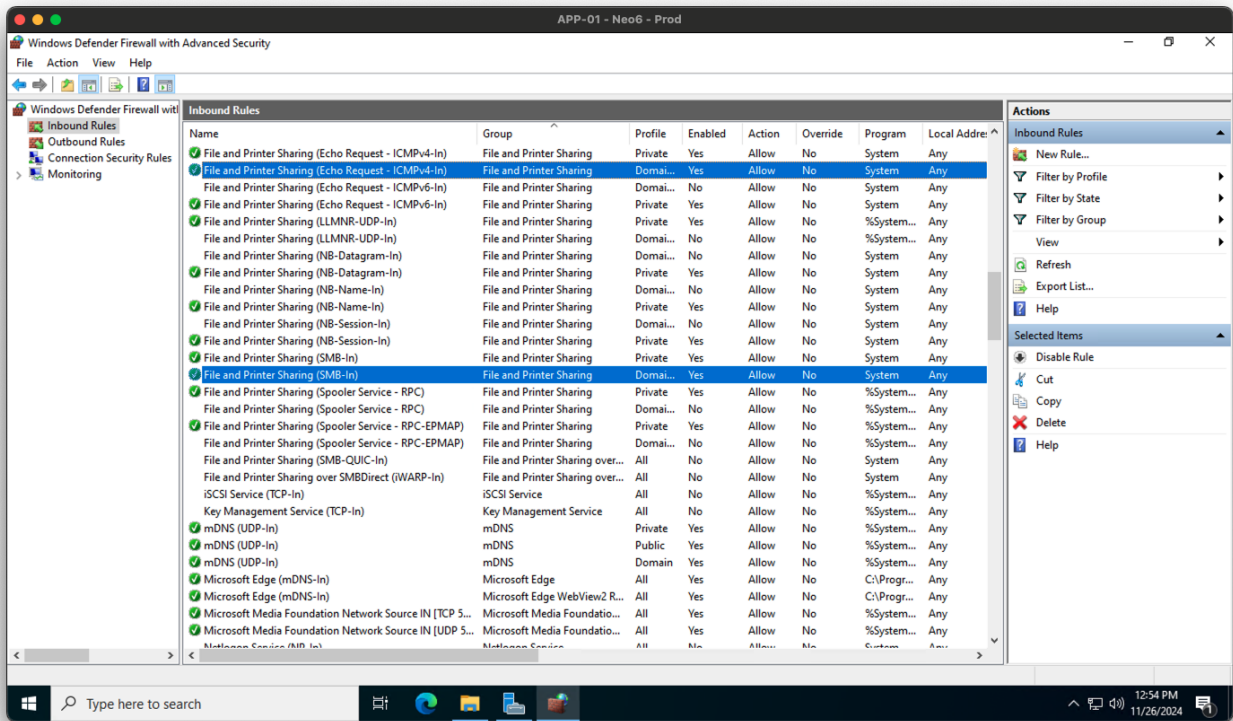 APP-01 - Neo6 - Prod
Windows Defender Firewall with Advanced Security
File Action View Help
Windows Defender Firewall witl
Inbound Rules
Outbound Rules
Connection Security Rules
Monitoring
Inbound Rules
Name Group Profile Enabled Action Override Program Local Addres
File and Printer Sharing (Echo Request - ICMPv4-In) File and Printer Sharing Private Yes Allow No System Any
File and Printer Sharing (Echo Request - ICMPv4-In) File and Printer Sharing Domai... Yes Allow No System Any
File and Printer Sharing (Echo Request - ICMPv6-In) File and Printer Sharing Domai... No Allow No System Any
File and Printer Sharing (Echo Request - ICMPv6-In) File and Printer Sharing Private Yes Allow No System Any
File and Printer Sharing (LLMNR-UDP-In) File and Printer Sharing Private Yes Allow No %System... Any
File and Printer Sharing (LLMNR-UDP-In) File and Printer Sharing Domai... No Allow No %System... Any
File and Printer Sharing (NB-Datagram-In) File and Printer Sharing Domai... No Allow No System Any
File and Printer Sharing (NB-Datagram-In) File and Printer Sharing Private Yes Allow No System Any
File and Printer Sharing (NB-Name-In) File and Printer Sharing Domai... No Allow No System Any
File and Printer Sharing (NB-Name-In) File and Printer Sharing Private Yes Allow No System Any
File and Printer Sharing (NB-Session-In) File and Printer Sharing Domai... No Allow No System Any
File and Printer Sharing (NB-Session-In) File and Printer Sharing Private Yes Allow No System Any
File and Printer Sharing (SMB-In) File and Printer Sharing Private Yes Allow No System Any
File and Printer Sharing (SMB-In) File and Printer Sharing Domai... Yes Allow No System Any
File and Printer Sharing (Spooler Service - RPC) File and Printer Sharing Private Yes Allow No %System... Any
File and Printer Sharing (Spooler Service - RPC) File and Printer Sharing Domai... No Allow No %System... Any
File and Printer Sharing (Spooler Service - RPC-EPMAP) File and Printer Sharing Private Yes Allow No %System... Any
File and Printer Sharing (Spooler Service - RPC-EPMAP) File and Printer Sharing Domai... No Allow No %System... Any
File and Printer Sharing (SMB-QUIC-In) File and Printer Sharing over... All No Allow No System Any
File and Printer Sharing over SMBDirect (iWARP-In) File and Printer Sharing over... All No Allow No System Any
iSCSI Service (TCP-In) iSCSI Service All No Allow No %System... Any
Key Management Service (TCP-In) Key Management Service All No Allow No %System... Any
mDNS (UDP-In) mDNS Private Yes Allow No %System... Any
mDNS (UDP-In) mDNS Public Yes Allow No %System... Any
mDNS (UDP-In) mDNS Domain Yes Allow No %System... Any
Microsoft Edge (mDNS-In) Microsoft Edge All Yes Allow No C:\Progr... Any
Microsoft Edge (mDNS-In) Microsoft Edge WebView2 R... All Yes Allow No C:\Progr... Any
Microsoft Media Foundation Network Source IN [TCP 5... Microsoft Media Foundatio... All Yes Allow No %System... Any
Microsoft Media Foundation Network Source IN [UDP 5... Microsoft Media Foundatio... All Yes Allow No %System... Any
Netlogon Service (NP-In) Netlogon Service All No Allow No System Any
Actions
Inbound Rules
New Rule...
Filter by Profile
Filter by State
Filter by Group
View
Refresh
Export List...
Help
Selected Items
Disable Rule
Cut
Copy
Delete
Help
Type here to search
12:54 PM
11/26/2024
1